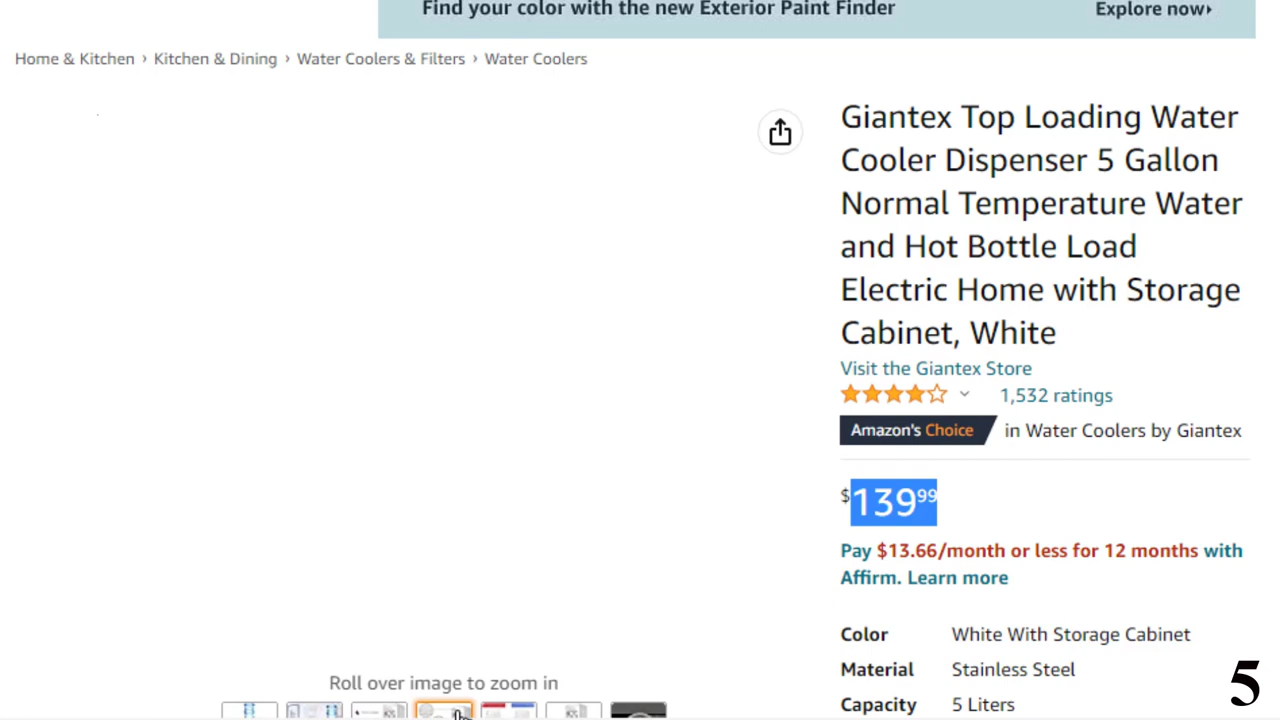 Find your color with the new Exterior Paint Finder
Explore now▸
Home & Kitchen › Kitchen & Dining › Water Coolers & Filters › Water Coolers
Giantex Top Loading Water
Cooler Dispenser 5 Gallon
Normal Temperature Water
and Hot Bottle Load
Electric Home with Storage
Cabinet, White
Visit the Giantex Store
1,532 ratings
Amazon's Choice in Water Coolers by Giantex
$139.99
Pay $13.66/month or less for 12 months with
Affirm. Learn more
Color White With Storage Cabinet
Material Stainless Steel
Capacity 5 Liters
Roll over image to zoom in
5